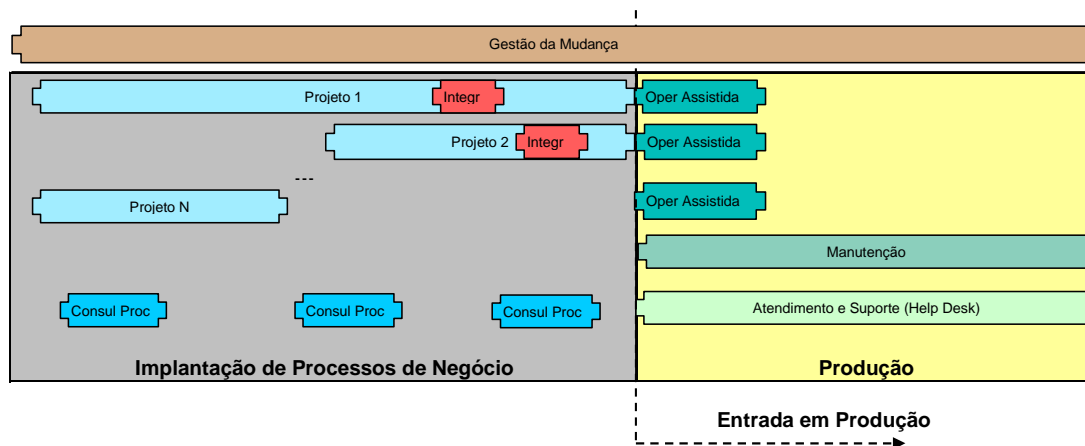 Gestão da Mudança
Projeto 1
Integr
Oper Assistida
Projeto 2
Integr
Oper Assistida
---
Projeto N
Oper Assistida
Manutenção
Consul Proc
Consul Proc
Consul Proc
Atendimento e Suporte (Help Desk)
Implantação de Processos de Negócio
Produção
Entrada em Produção